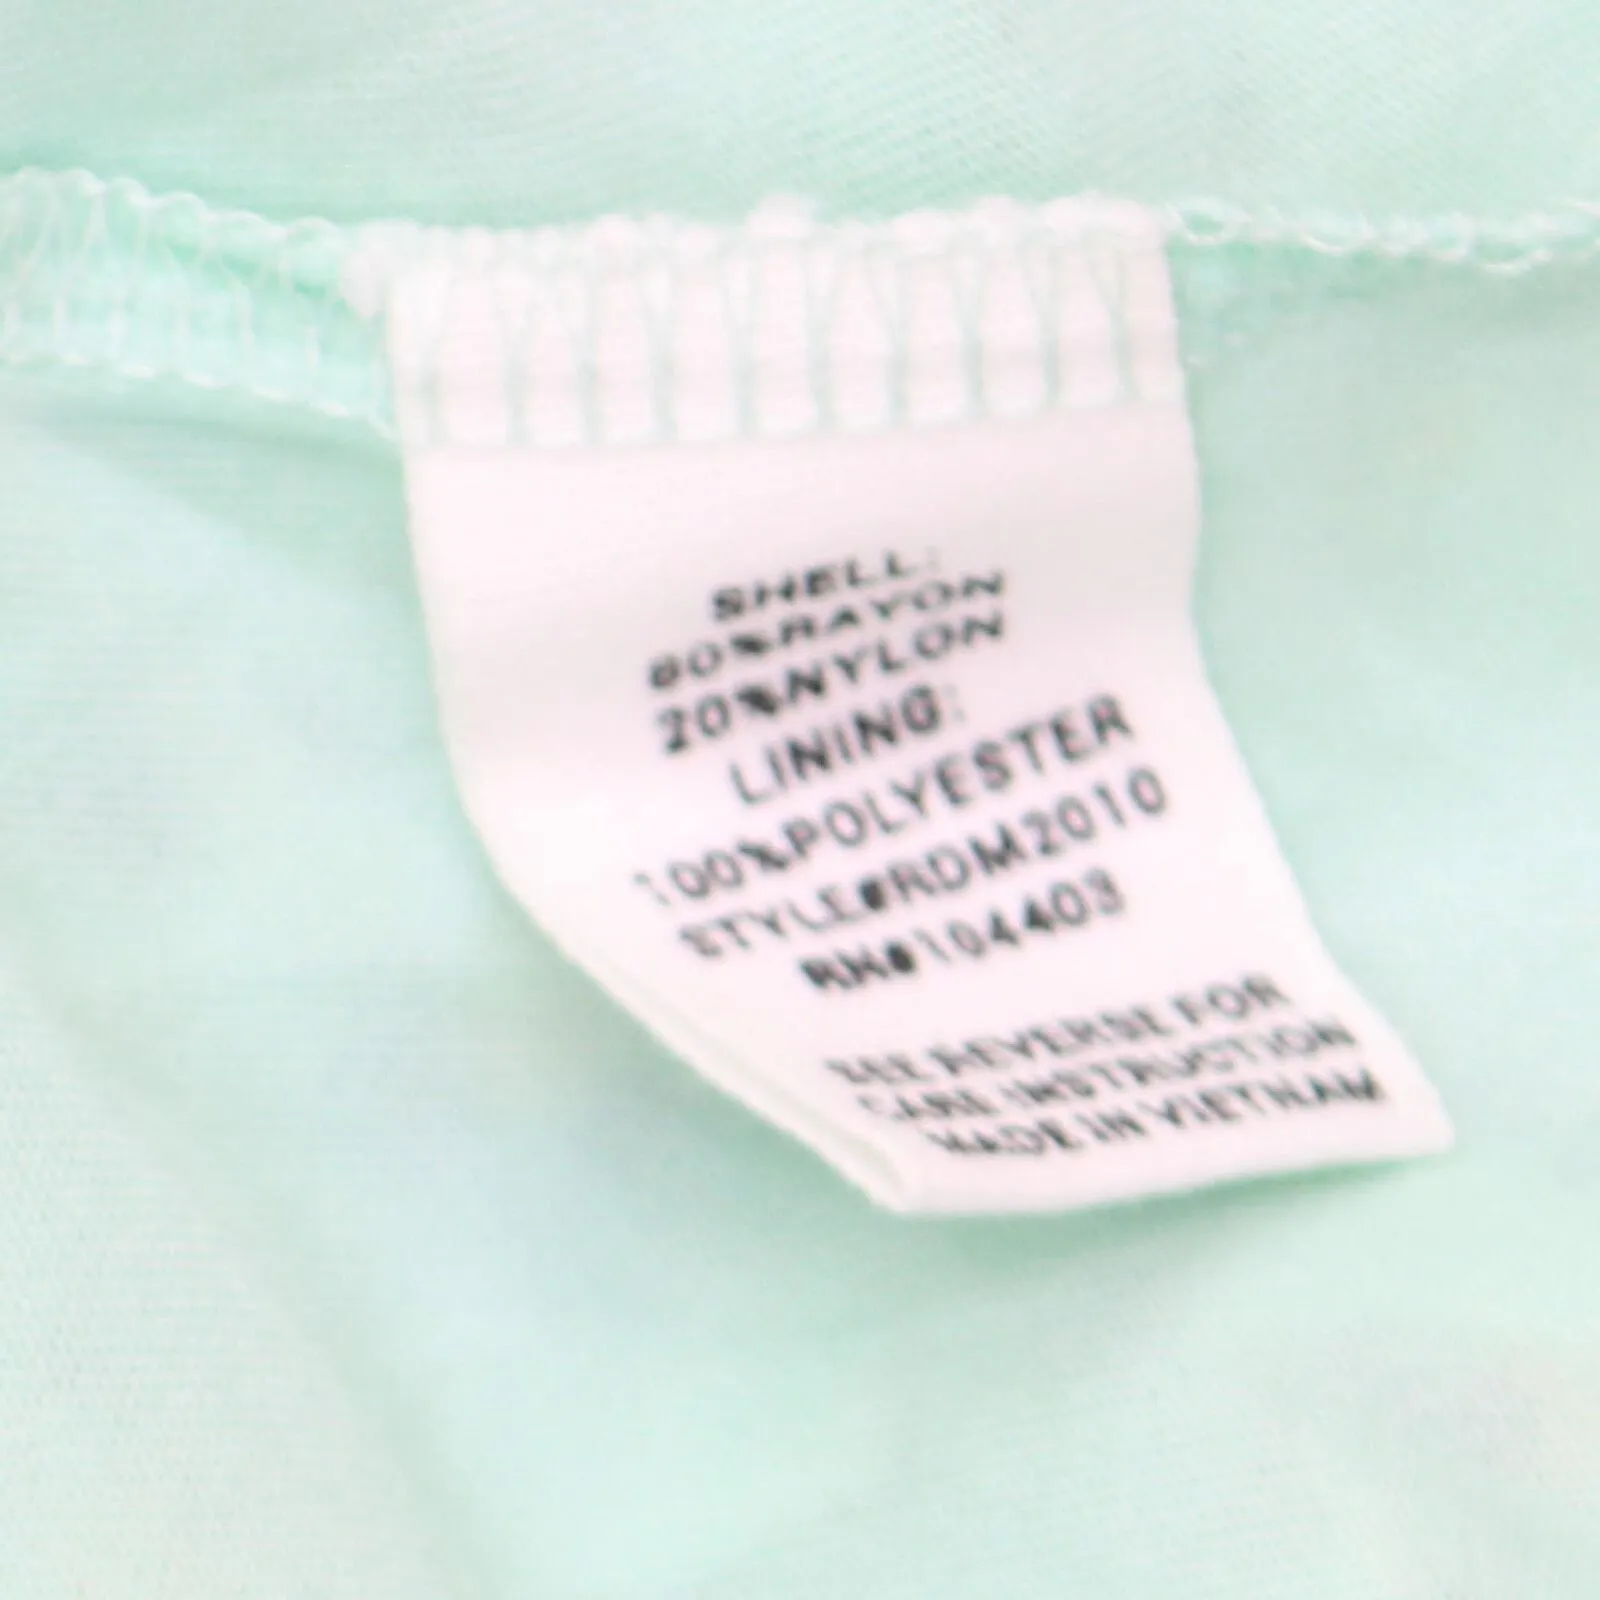 SHELL:
80%RAYON
20%NYLON
LINING:
100%POLYESTER
STYLE#RDM2010
RN#104403
SEE REVERSE FOR
CARE INSTRUCTION
MADE IN VIETNAM